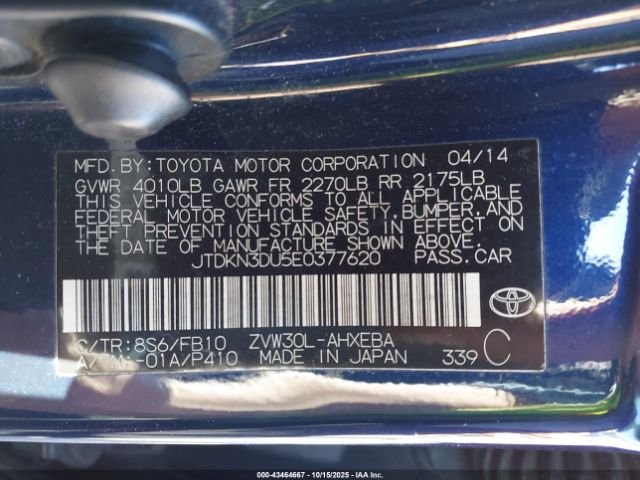 MFD. BY: TOYOTA MOTOR CORPORATION 04/14
GVWR 4010LB GAWR FR 2270LB RR 2175LB
THIS VEHICLE CONFORMS TO ALL APPLICABLE
FEDERAL MOTOR VEHICLE SAFETY, BUMPER, AND
THEFT PREVENTION STANDARDS IN EFFECT ON
THE DATE OF MANUFACTURE SHOWN ABOVE.
JTDKN3DU5E0377620 PASS.CAR
C/TR:8S6/FB10 ZVW30L-AHXEBA
A/TM:-01A/P410 MADE IN JAPAN 339 C
000-43464667 - 10/15/2025 - IAA Inc.